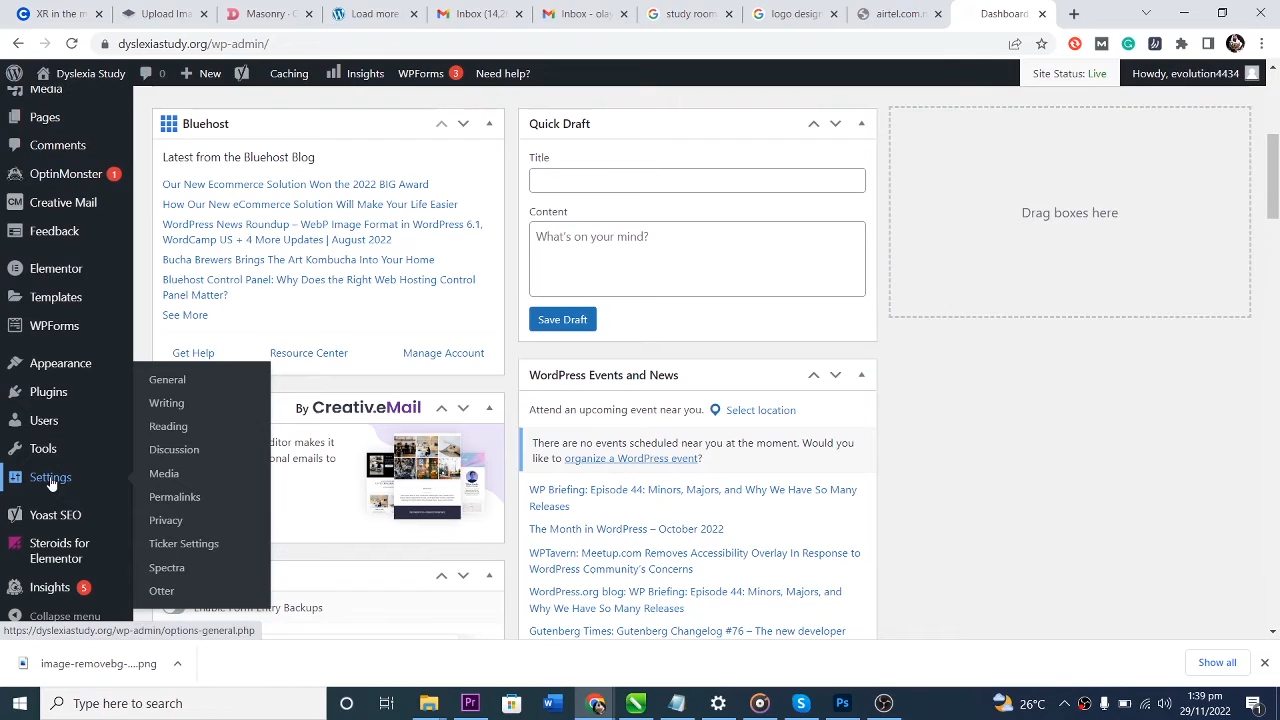 XR in the m
Upload med
Manny - C
Load more
Inbox (14,2
Inbox - olay
study room
logo design
airtel.com.n
Dashboard
dyslexiastudy.org/wp-admin/
Dyslexia Study
0
New
Caching
Insights
WPForms 3
Need help?
Site Status: Live
Howdy, evolution4434
Media
Pages
Comments
OptinMonster 1
CM Creative Mail
Feedback
Elementor
Templates
WPForms
Appearance
Plugins
Users
Tools
Settings
Yoast SEO
Steroids for
Elementor
Insights 5
Collapse menu
General
Writing
Reading
Discussion
Media
Permalinks
Privacy
Ticker Settings
Spectra
Otter
Bluehost
Latest from the Bluehost Blog
Our New Ecommerce Solution Won the 2022 BIG Award
How Our New eCommerce Solution Will Make Your Life Easier
WordPress News Roundup – WebP Image Format in WordPress 6.1,
WordCamp US + 4 More Updates | August 2022
Bucha Brewers Brings The Art Kombucha Into Your Home
Bluehost Control Panel: Why Does the Right Web Hosting Control
Panel Matter?
See More
Get Help
Resource Center
Manage Account
By Creativ.eMail
ditor makes it
onal emails to
Enable Form Entry Backups
Quick Draft
Title
Content
What's on your mind?
Save Draft
WordPress Events and News
Attend an upcoming event near you. Select location
There are no events scheduled near you at the moment. Would you
like to organize a WordPress event?
WP Briefing: Episode 44: Minors, Majors, and Why We Have So Many
Releases
The Month in WordPress – October 2022
WPTavern: Meetup.com Removes Accessibility Overlay In Response to
WordPress Community's Concerns
WordPress.org blog: WP Briefing: Episode 44: Minors, Majors, and
Why We Have So Many Releases
Gutenberg Times: Gutenberg Changelog #76 – The new developer
Drag boxes here
https://dyslexiastudy.org/wp-admin/options-general.php
image-removebg-....png
Show all
Type here to search
26°C
1:39 pm
29/11/2022